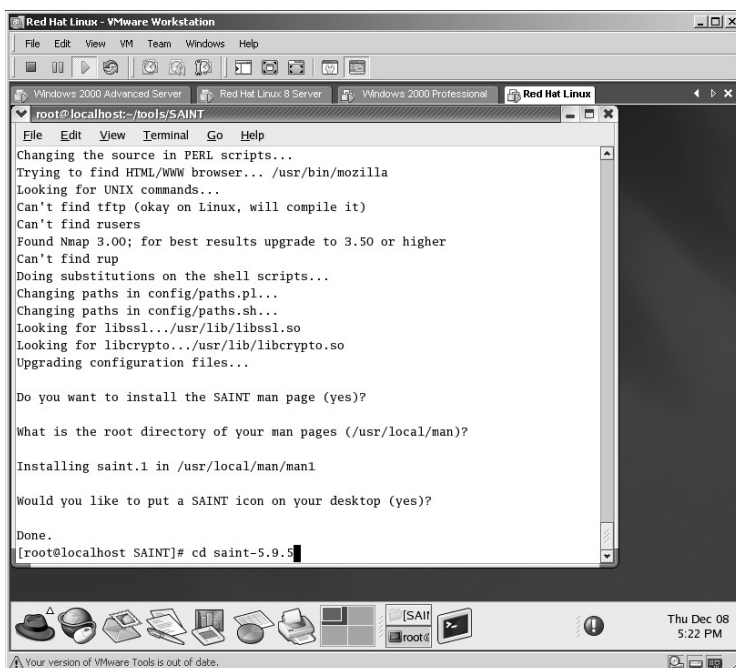 Red Hat Linux - VMware Workstation
File Edit View VM Team Windows Help
Windows 2000 Advanced Server Red Hat Linux 8 Server Windows 2000 Professional Red Hat Linux
root@localhost:~/tools/SAINT
File Edit View Terminal Go Help
Changing the source in PERL scripts...
Trying to find HTML/WWW browser... /usr/bin/mozilla
Looking for UNIX commands...
Can't find tftp (okay on Linux, will compile it)
Can't find rusers
Found Nmap 3.00; for best results upgrade to 3.50 or higher
Can't find rup
Doing substitutions on the shell scripts...
Changing paths in config/paths.pl...
Changing paths in config/paths.sh...
Looking for libssl.../usr/lib/libssl.so
Looking for libcrypto.../usr/lib/libcrypto.so
Upgrading configuration files...
Do you want to install the SAINT man page (yes)?
What is the root directory of your man pages (/usr/local/man)?
Installing saint.1 in /usr/local/man/man1
Would you like to put a SAINT icon on your desktop (yes)?
Done.
[root@localhost SAINT]# cd saint-5.9.5
[SAI
root@
Thu Dec 08
5:22 PM
Your version of VMware Tools is out of date.